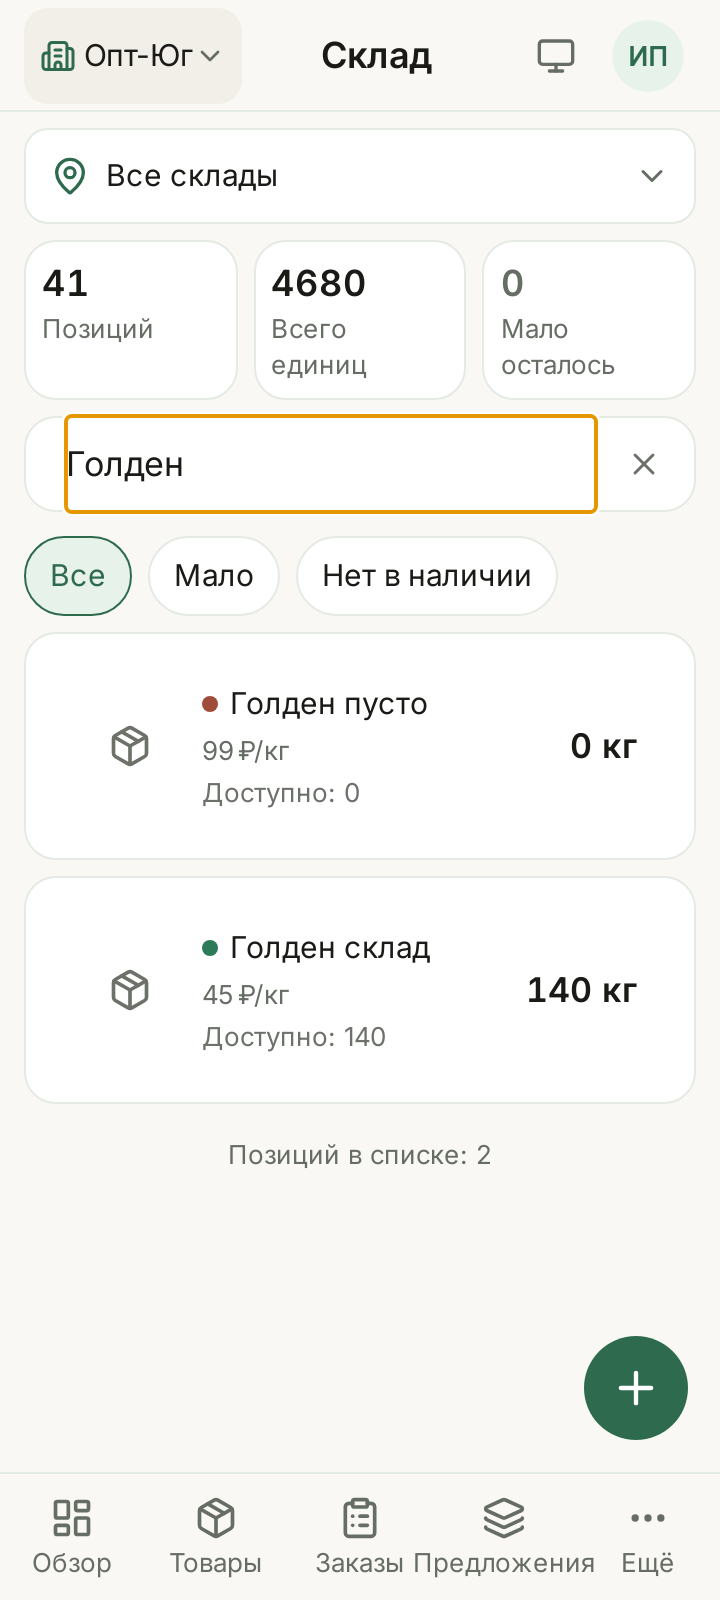 Опт-Юг
Склад
ИП
Все склады
41
Позиций
4680
Всего
единиц
0
Мало
осталось
Голден
Все
Мало
Нет в наличии
Голден пусто
99 ₽/кг
Доступно: 0
0 кг
Голден склад
45 ₽/кг
Доступно: 140
140 кг
Позиций в списке: 2
Обзор
Товары
Заказы
Предложения
Ещё